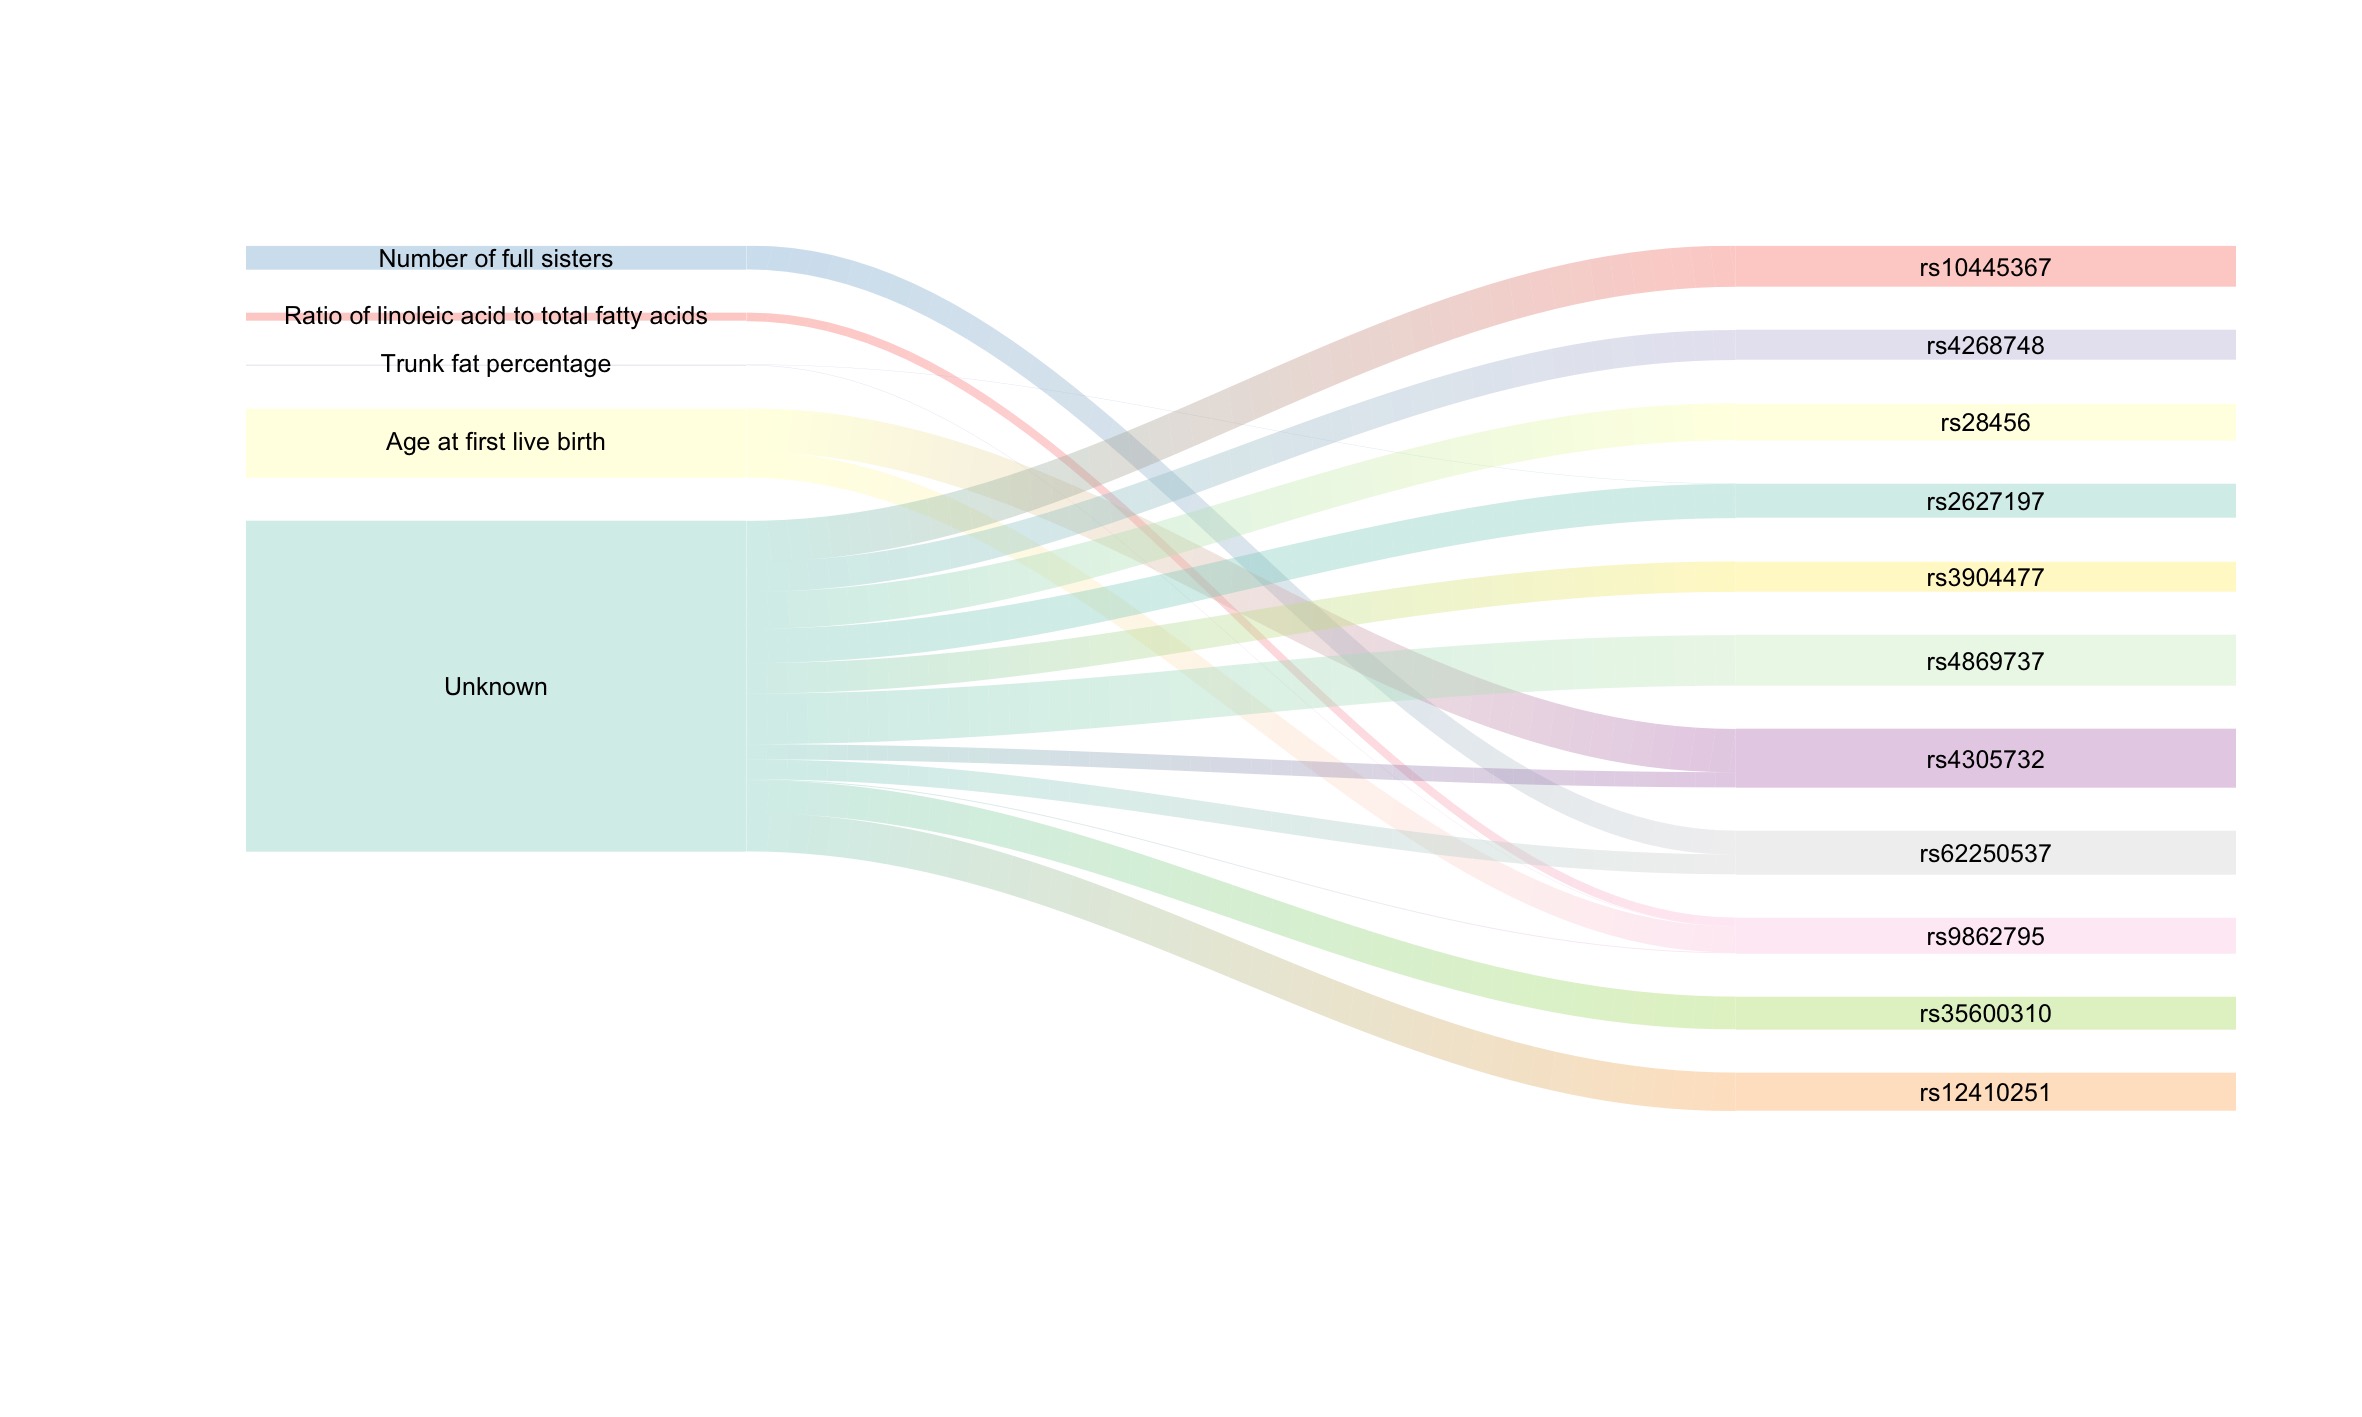 Number of full sisters
Ratio of linoleic acid to total fatty acids
Trunk fat percentage
Age at first live birth
Unknown
rs10445367
rs4268748
rs28456
rs2627197
rs3904477
rs4869737
rs4305732
rs62250537
rs9862795
rs35600310
rs12410251